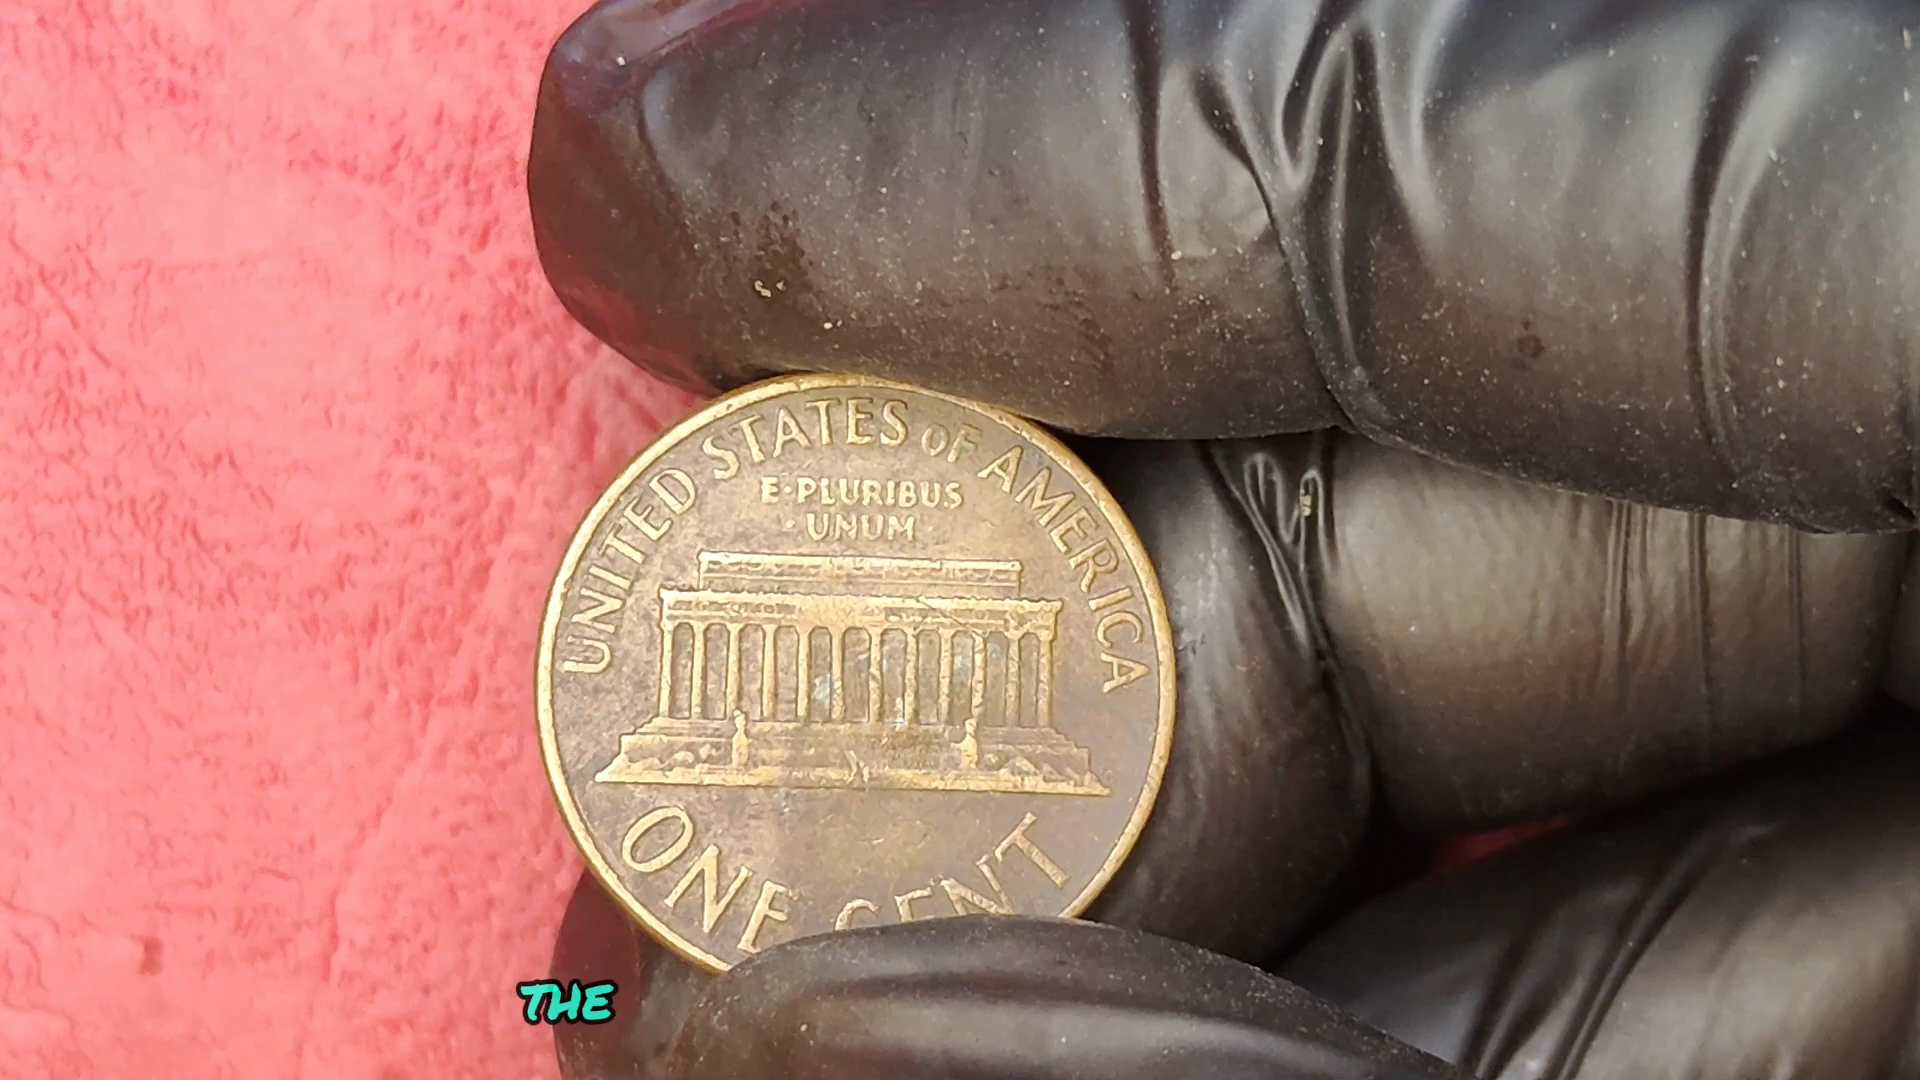 UNITED STATES OF AMERICA
E·PLURIBUS
·UNUM·
ONE CENT
THE